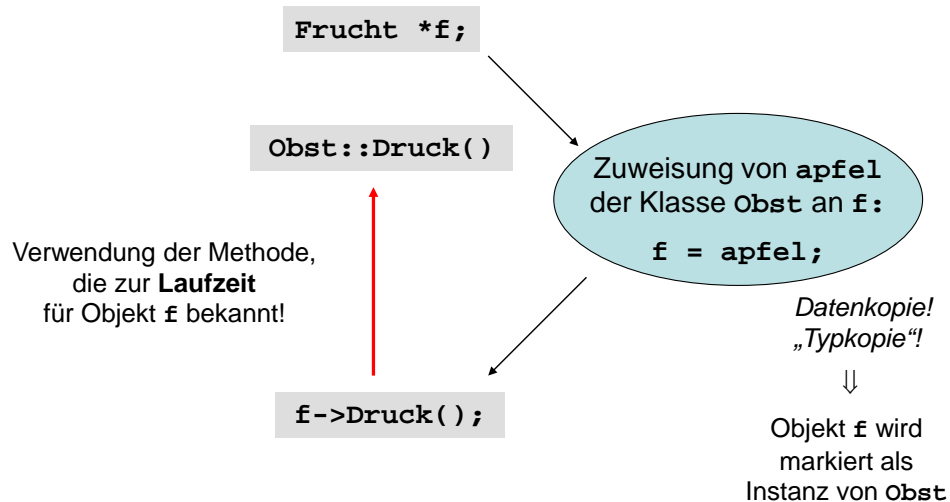 Frucht *f;
Obst::Druck()
Zuweisung von apfel
der Klasse Obst an f:
f = apfel;
Verwendung der Methode,
die zur Laufzeit
für Objekt f bekannt!
Datenkopie!
„Typkopie“!
⇓
f->Druck();
Objekt f wird
markiert als
Instanz von Obst